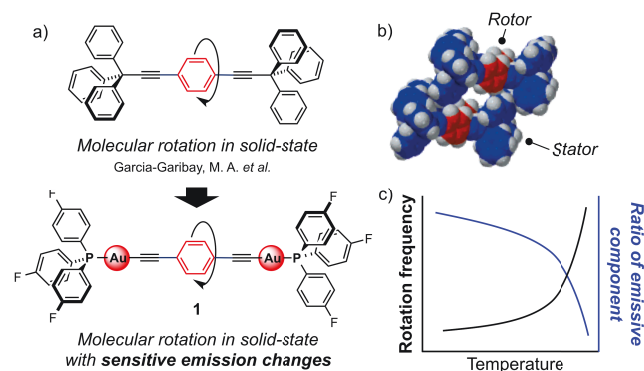 a)
Molecular rotation in solid-state
Garcia-Garibay, M. A. et al.
F
F
F
P
Au
Au
P
F
F
F
1
Molecular rotation in solid-state
with sensitive emission changes
b)
Rotor
Stator
c)
Rotation frequency
Ratio of emissive
component
Temperature